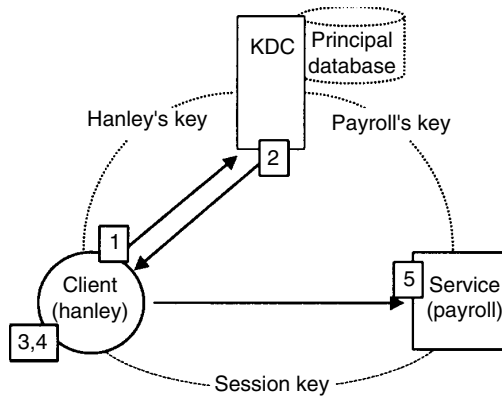 KDC
Principal
database
Hanley's key
Payroll's key
2
1
Client
(hanley)
5
Service
(payroll)
3,4
Session key